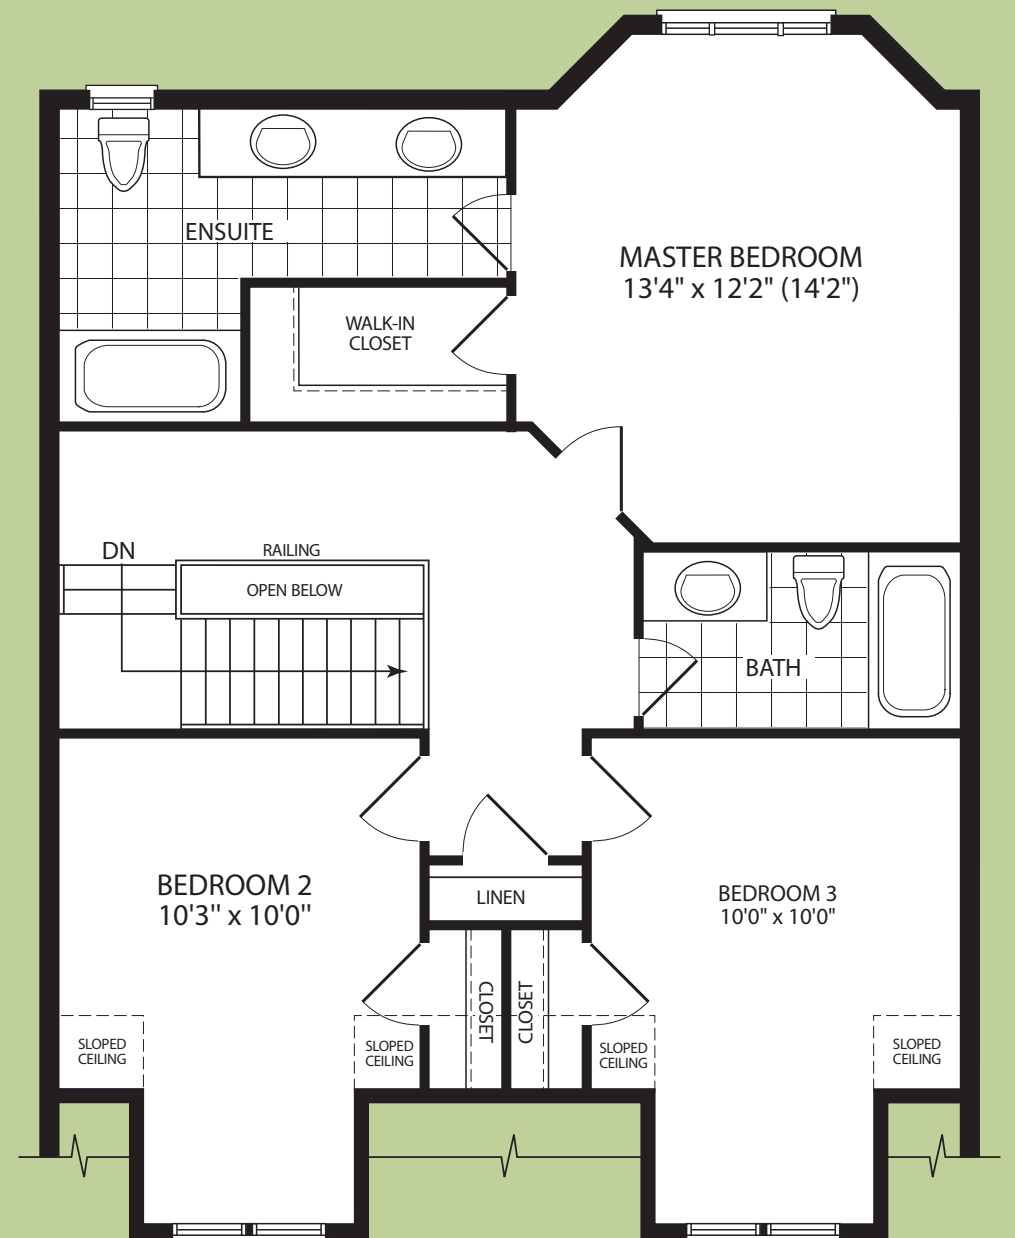 ENSUITE
MASTER BEDROOM
13'4" x 12'2" (14'2")
WALK-IN
CLOSET
DN
RAILING
OPEN BELOW
BATH
BEDROOM 2
10'3" x 10'0"
LINEN
BEDROOM 3
10'0" x 10'0"
CLOSET
CLOSET
SLOPED
CEILING
SLOPED
CEILING
SLOPED
CEILING
SLOPED
CEILING